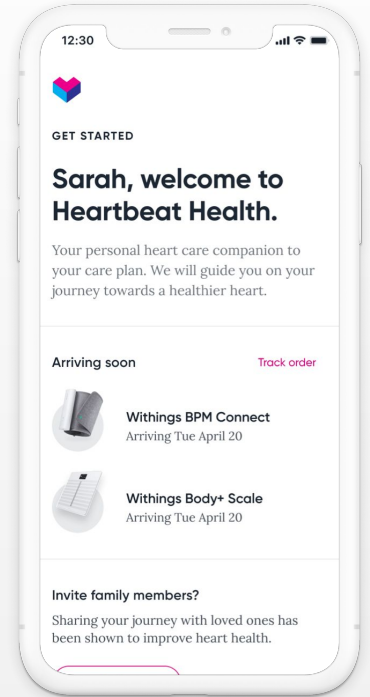 12:30
GET STARTED
Sarah, welcome to
Heartbeat Health.
Your personal heart care companion to
your care plan. We will guide you on your
journey towards a healthier heart.
Arriving soon
Track order
Withings BPM Connect
Arriving Tue April 20
Withings Body+ Scale
Arriving Tue April 20
Invite family members?
Sharing your journey with loved ones has
been shown to improve heart health.